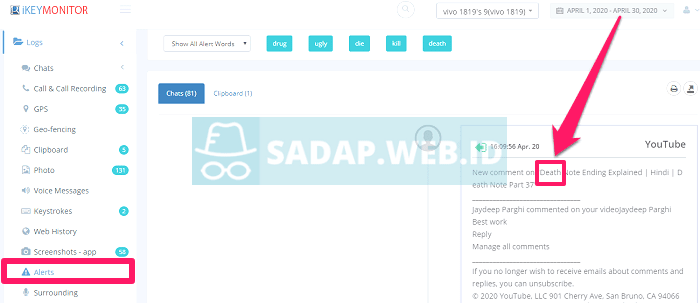 iKEYMONITOR
vivo 1819's 9(vivo 1819)
APRIL 1, 2020 - APRIL 30, 2020
Logs
Chats
Call & Call Recording 63
GPS 35
Geo-fencing
Clipboard 5
Photo 131
Voice Messages
Keystrokes 2
Web History
Screenshots - app 58
Alerts
Surrounding
Show All Alert Words
drug
ugly
die
kill
death
Chats (81)
Clipboard (1)
SADAP.WEB.ID
16:09:56 Apr. 20
YouTube
New comment on "Death Note Ending Explained | Hindi | D
eath Note Part 37"
Jaydeep Parghi commented on your videoJaydeep Parghi
Best work
Reply
Manage all comments
If you no longer wish to receive emails about comments and
replies, you can unsubscribe.
© 2020 YouTube, LLC 901 Cherry Ave, San Bruno, CA 94066